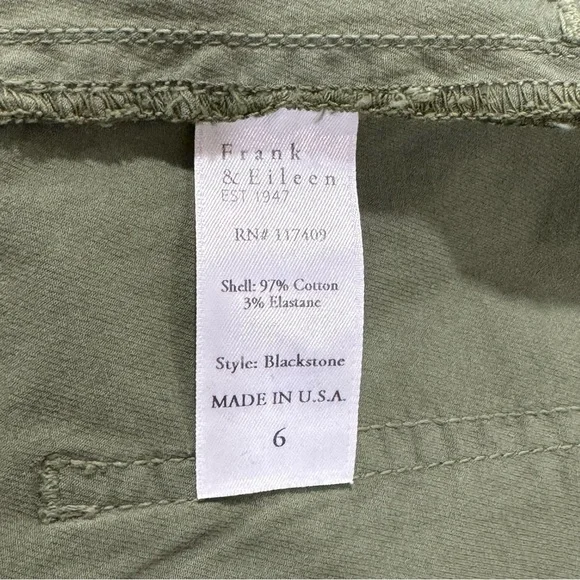 Frank
& Eileen
EST 1947
RN# 117409
Shell: 97% Cotton
3% Elastane
Style: Blackstone
MADE IN U.S.A.
6